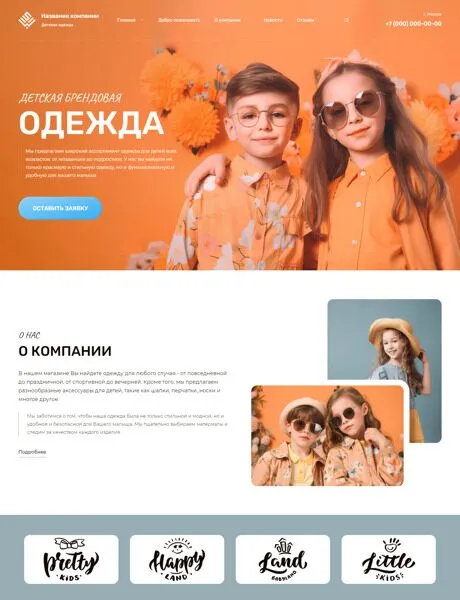 Название компании
Детская одежда
Главная
Добро пожаловать
О компании
Новости
Отзывы
г. Москва
+7 (000) 000-00-00
ДЕТСКАЯ БРЕНДОВАЯ
ОДЕЖДА
Мы предлагаем широкий ассортимент одежды для детей всех
возрастов: от младенцев до подростков. У нас вы найдете не
только красивую и стильную одежду, но и функциональную и
удобную для вашего малыша
ОСТАВИТЬ ЗАЯВКУ
О НАС
О КОМПАНИИ
В нашем магазине Вы найдете одежду для любого случая - от повседневной
до праздничной, от спортивной до вечерней. Кроме того, мы предлагаем
разнообразные аксессуары для детей, такие как шапки, перчатки, носки и
многое другое.
Мы заботимся о том, чтобы наша одежда была не только стильной и модной, но и
удобной и безопасной для Вашего малыша. Мы тщательно выбираем материалы и
следим за качеством каждого изделия.
Подробнее
Pretty
KIDS
Happy
LAND
Land
BABYLAND
Little
KIDS